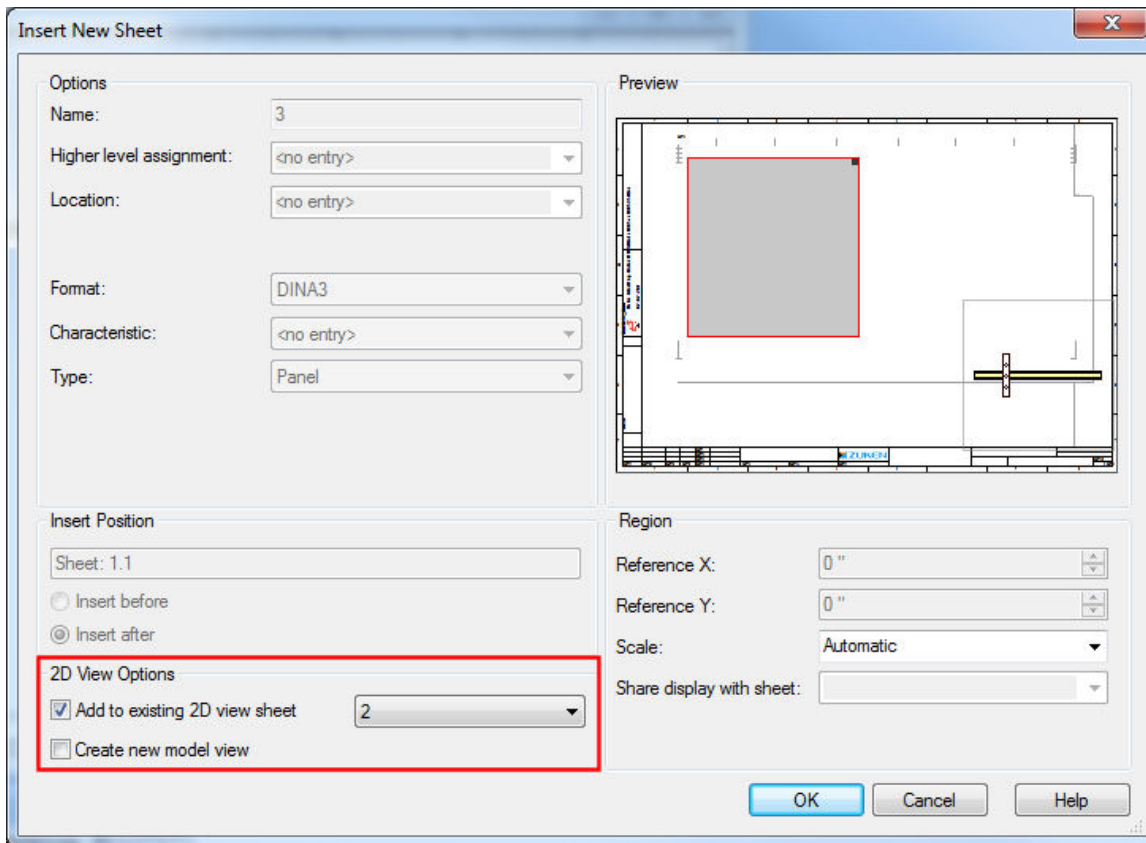 Insert New Sheet
Options
Name:
3
Higher level assignment:
<no entry>
Location:
<no entry>
Format:
DINA3
Characteristic:
<no entry>
Type:
Panel
Preview
ZUKEN
Insert Position
Sheet: 1.1
Insert before
Insert after
2D View Options
Add to existing 2D view sheet
2
Create new model view
Region
Reference X:
0 "
Reference Y:
0 "
Scale:
Automatic
Share display with sheet:
OK
Cancel
Help